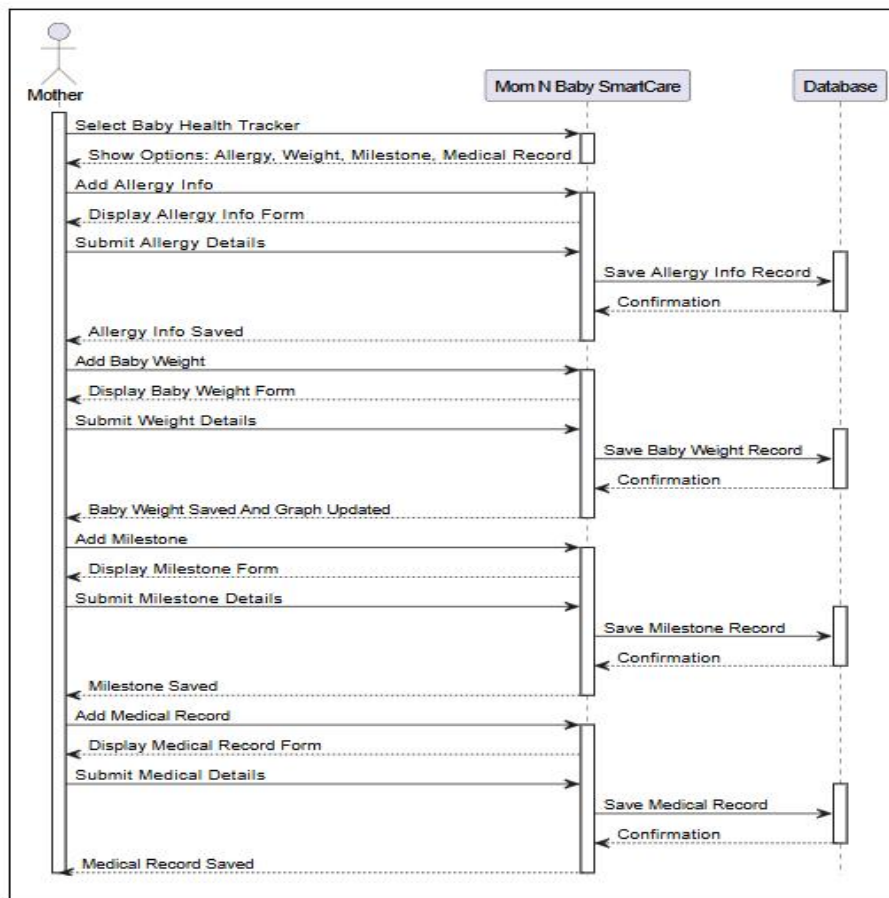 Mother
Mom N Baby SmartCare
Database
Select Baby Health Tracker
Show Options: Allergy, Weight, Milestone, Medical Record
Add Allergy Info
Display Allergy Info Form
Submit Allergy Details
Save Allergy Info Record
Confirmation
Allergy Info Saved
Add Baby Weight
Display Baby Weight Form
Submit Weight Details
Save Baby Weight Record
Confirmation
Baby Weight Saved And Graph Updated
Add Milestone
Display Milestone Form
Submit Milestone Details
Save Milestone Record
Confirmation
Milestone Saved
Add Medical Record
Display Medical Record Form
Submit Medical Details
Save Medical Record
Confirmation
Medical Record Saved